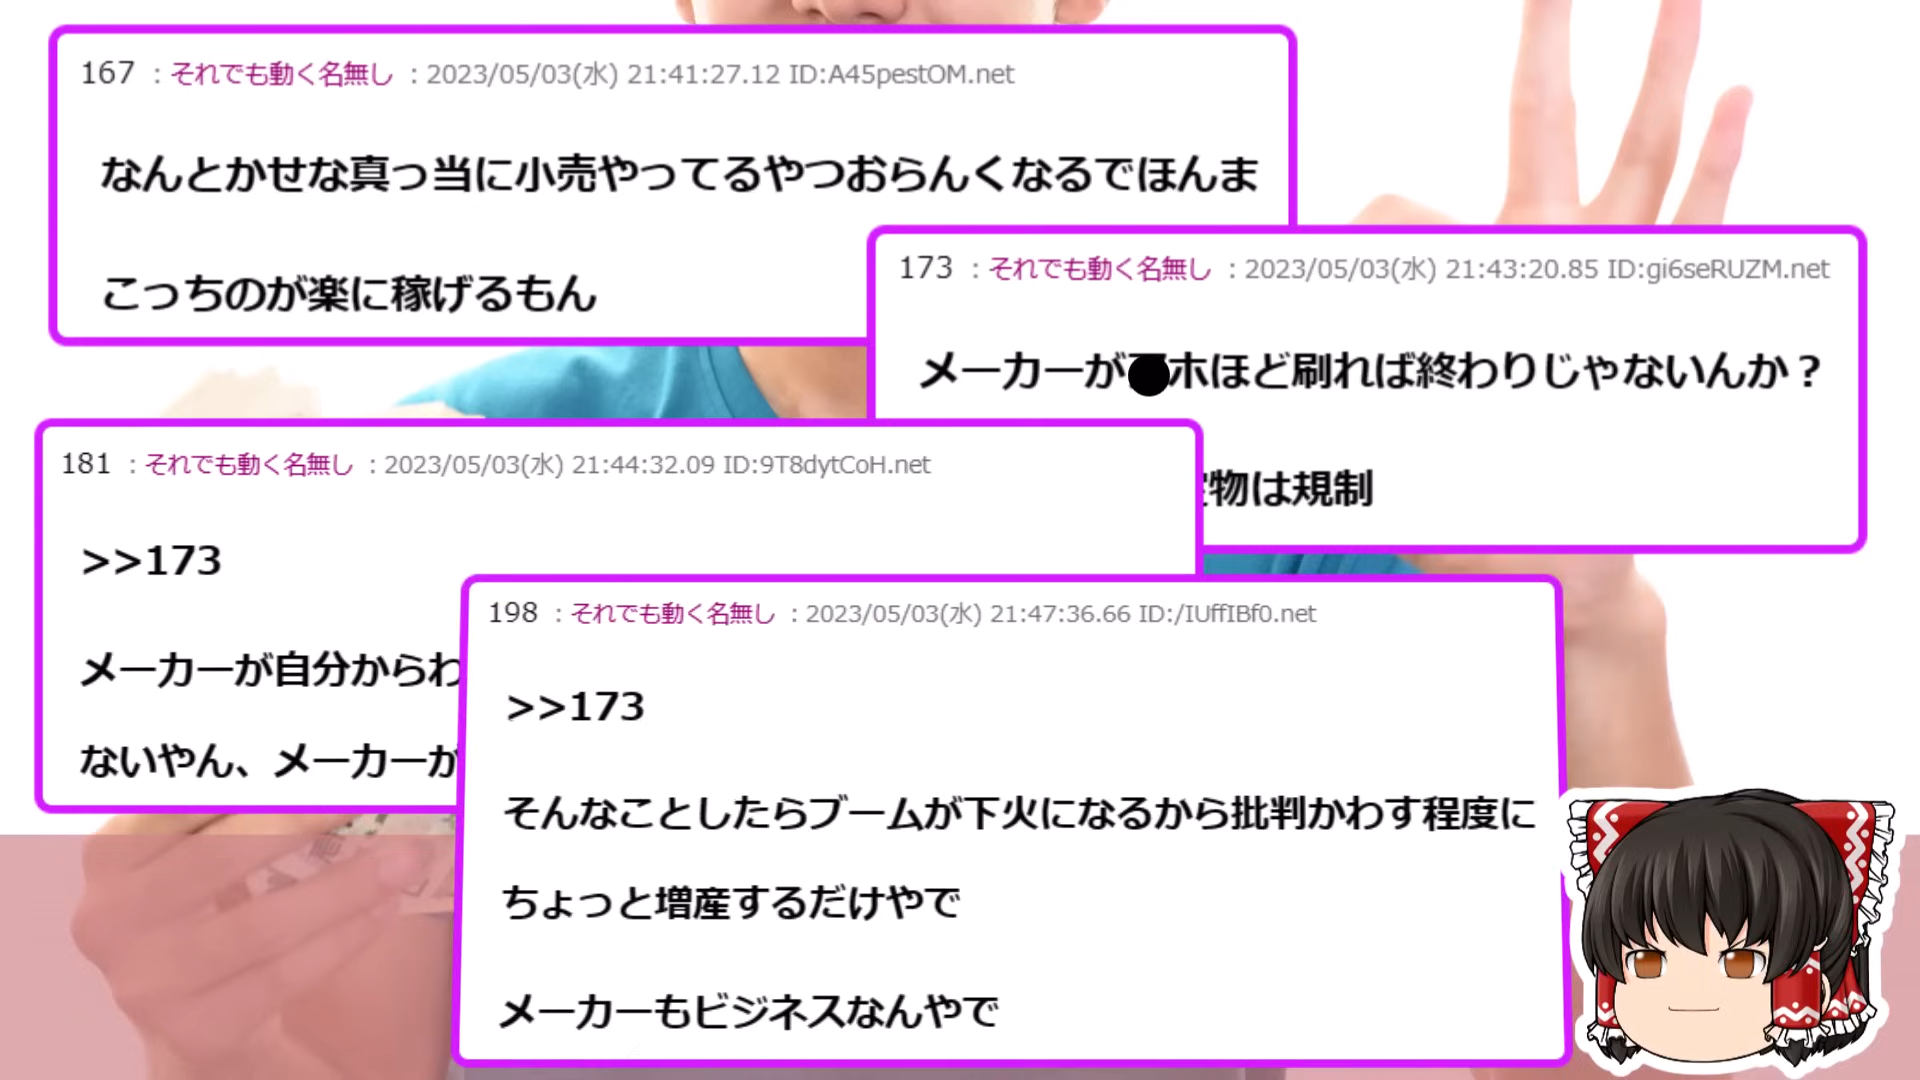 167 ：それでも動く名無し ：2023/05/03(水) 21:41:27.12 ID:A45pestOM.net
なんとかせな真っ当に小売やってるやつおらんくなるでほんま
こっちのが楽に稼げるもん
173 ：それでも動く名無し ：2023/05/03(水) 21:43:20.85 ID:gi6seRUZM.net
メーカーが●ホほど刷れば終わりじゃないんか？
物は規制
181 ：それでも動く名無し ：2023/05/03(水) 21:44:32.09 ID:9T8dytCoH.net
>>173
メーカーが自分からわ
ないやん、メーカーが
198 ：それでも動く名無し ：2023/05/03(水) 21:47:36.66 ID:/IUffIBf0.net
>>173
そんなことしたらブームが下火になるから批判かわす程度に
ちょっと増産するだけやで
メーカーもビジネスなんやで